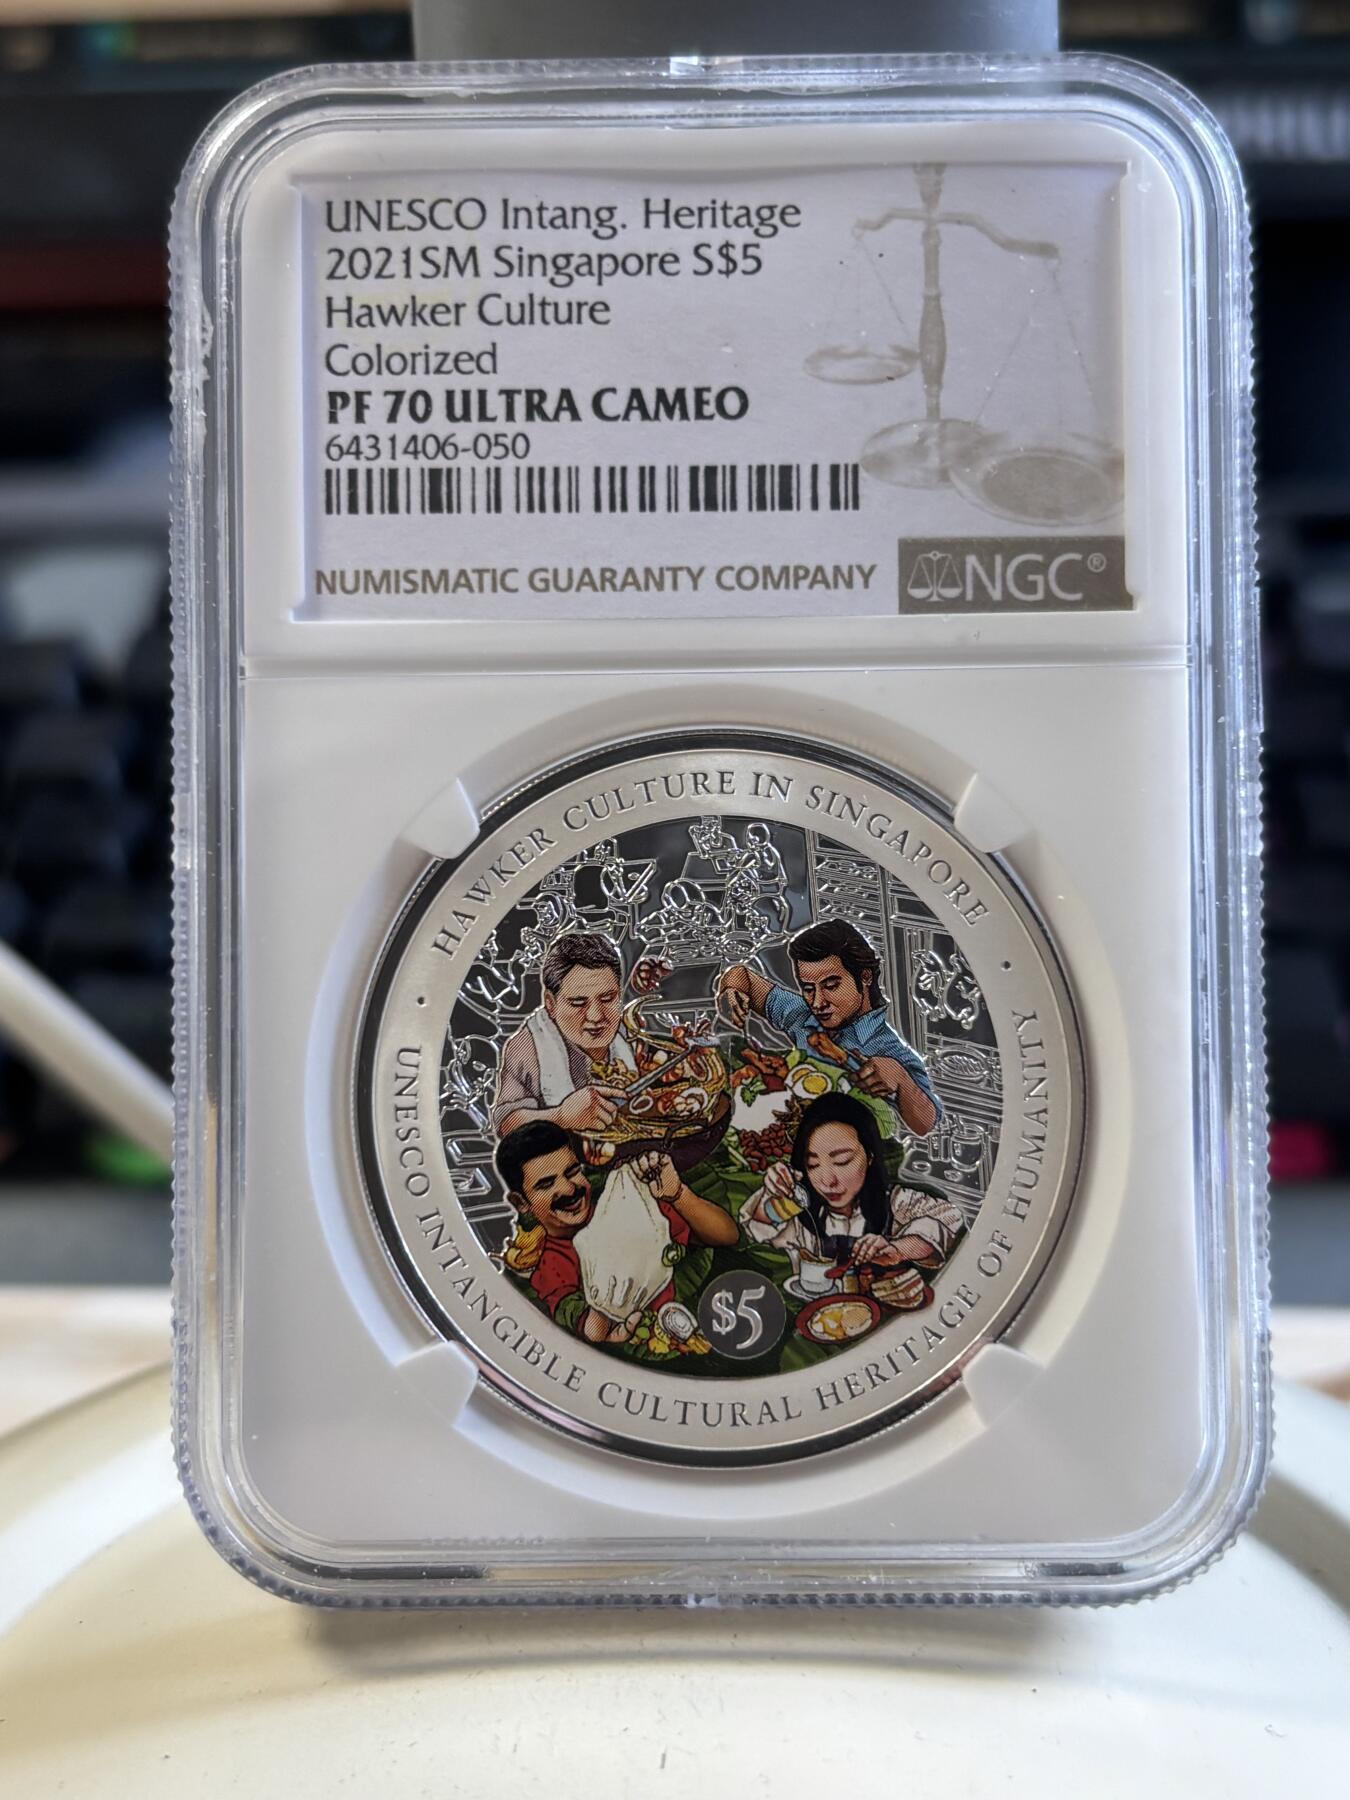 UNESCO Intang. Heritage
2021SM Singapore S$5
Hawker Culture
Colorized
PF 70 ULTRA CAMEO
6431406-050
NUMISMATIC GUARANTY COMPANY
NGC®
HAWKER CULTURE IN SINGAPORE
• UNESCO INTANGIBLE CULTURAL HERITAGE OF HUMANITY •
$5